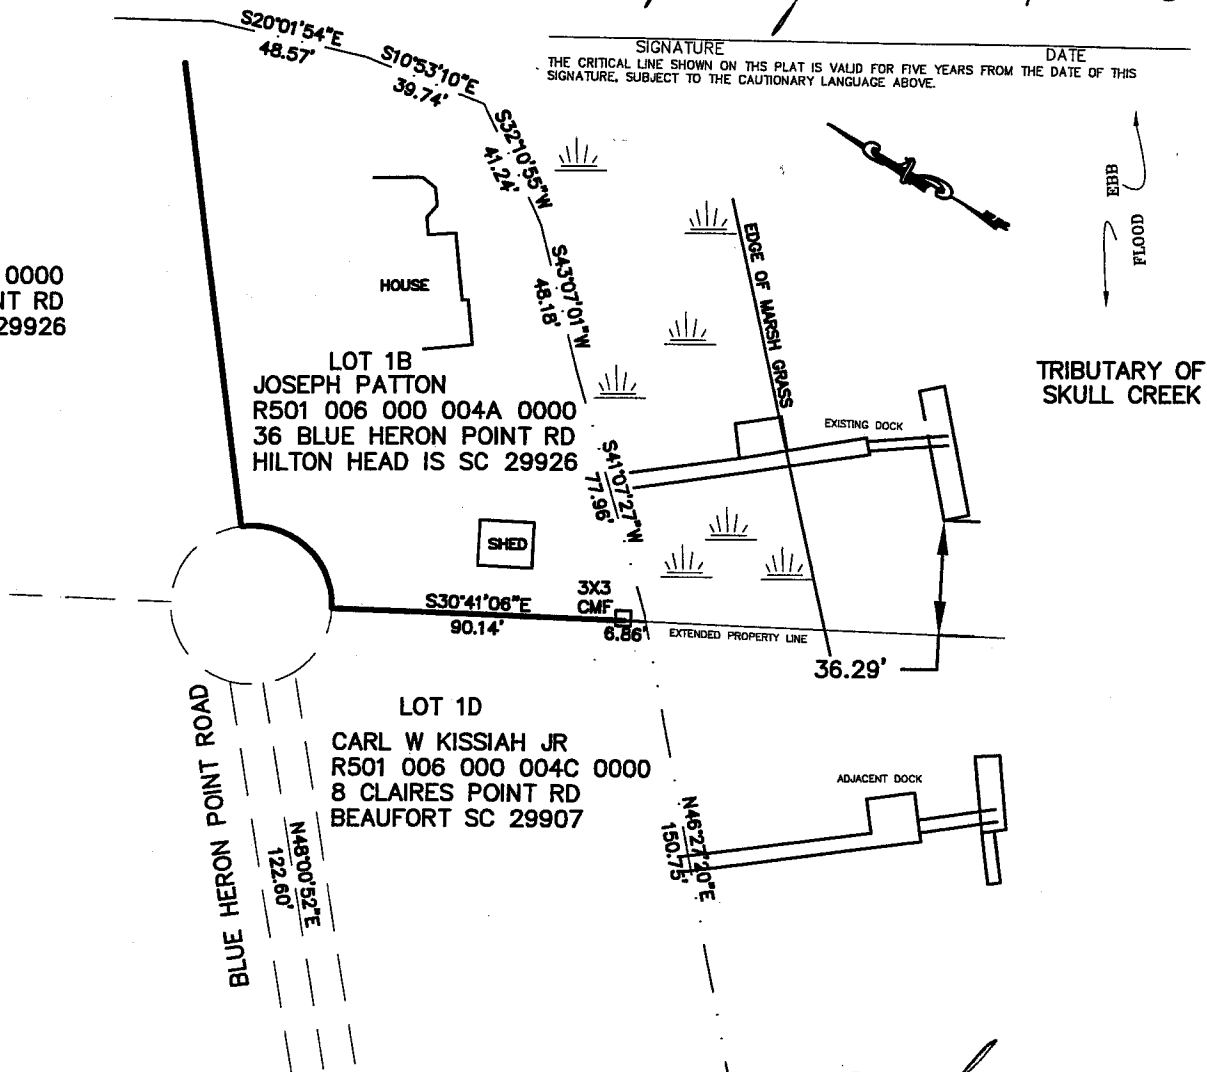 S20°01'54"E
48.57'
S10°53'10"E
39.74'
S32°10'55"W
41.24'
S43°07'01"W
48.18'
SIGNATURE DATE
THE CRITICAL LINE SHOWN ON THS PLAT IS VALID FOR FIVE YEARS FROM THE DATE OF THIS
SIGNATURE, SUBJECT TO THE CAUTIONARY LANGUAGE ABOVE.
EBB
FLOOD
0000
NT RD
29926
HOUSE
EDGE OF MARSH GRASS
TRIBUTARY OF
SKULL CREEK
LOT 1B
JOSEPH PATTON
R501 006 000 004A 0000
36 BLUE HERON POINT RD
HILTON HEAD IS SC 29926
EXISTING DOCK
S41°07'27"W
77.96'
SHED
3X3
CMF
S30°41'06"E
90.14'
6.86'
EXTENDED PROPERTY LINE
36.29'
LOT 1D
CARL W KISSIAH JR
R501 006 000 004C 0000
8 CLAIRES POINT RD
BEAUFORT SC 29907
ADJACENT DOCK
BLUE HERON POINT ROAD
N48°00'52"E
122.60'
N46°27'20"E
150.75'